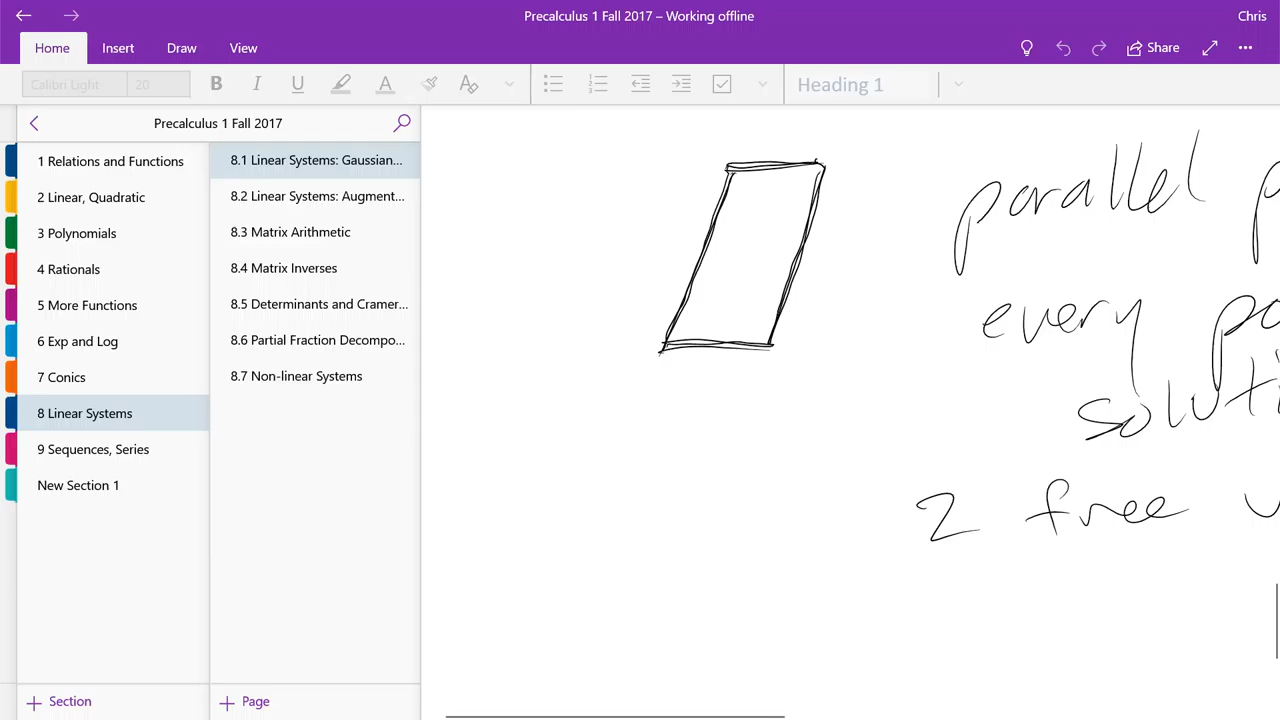 Precalculus 1 Fall 2017 – Working offline
Chris
Home
Insert
Draw
View
Share
Calibri Light
20
B
I
U
A
A
Heading 1
Precalculus 1 Fall 2017
1 Relations and Functions
2 Linear, Quadratic
3 Polynomials
4 Rationals
5 More Functions
6 Exp and Log
7 Conics
8 Linear Systems
9 Sequences, Series
New Section 1
8.1 Linear Systems: Gaussian...
8.2 Linear Systems: Augment...
8.3 Matrix Arithmetic
8.4 Matrix Inverses
8.5 Determinants and Cramer...
8.6 Partial Fraction Decompo...
8.7 Non-linear Systems
parallel
every
2 free
Section
Page